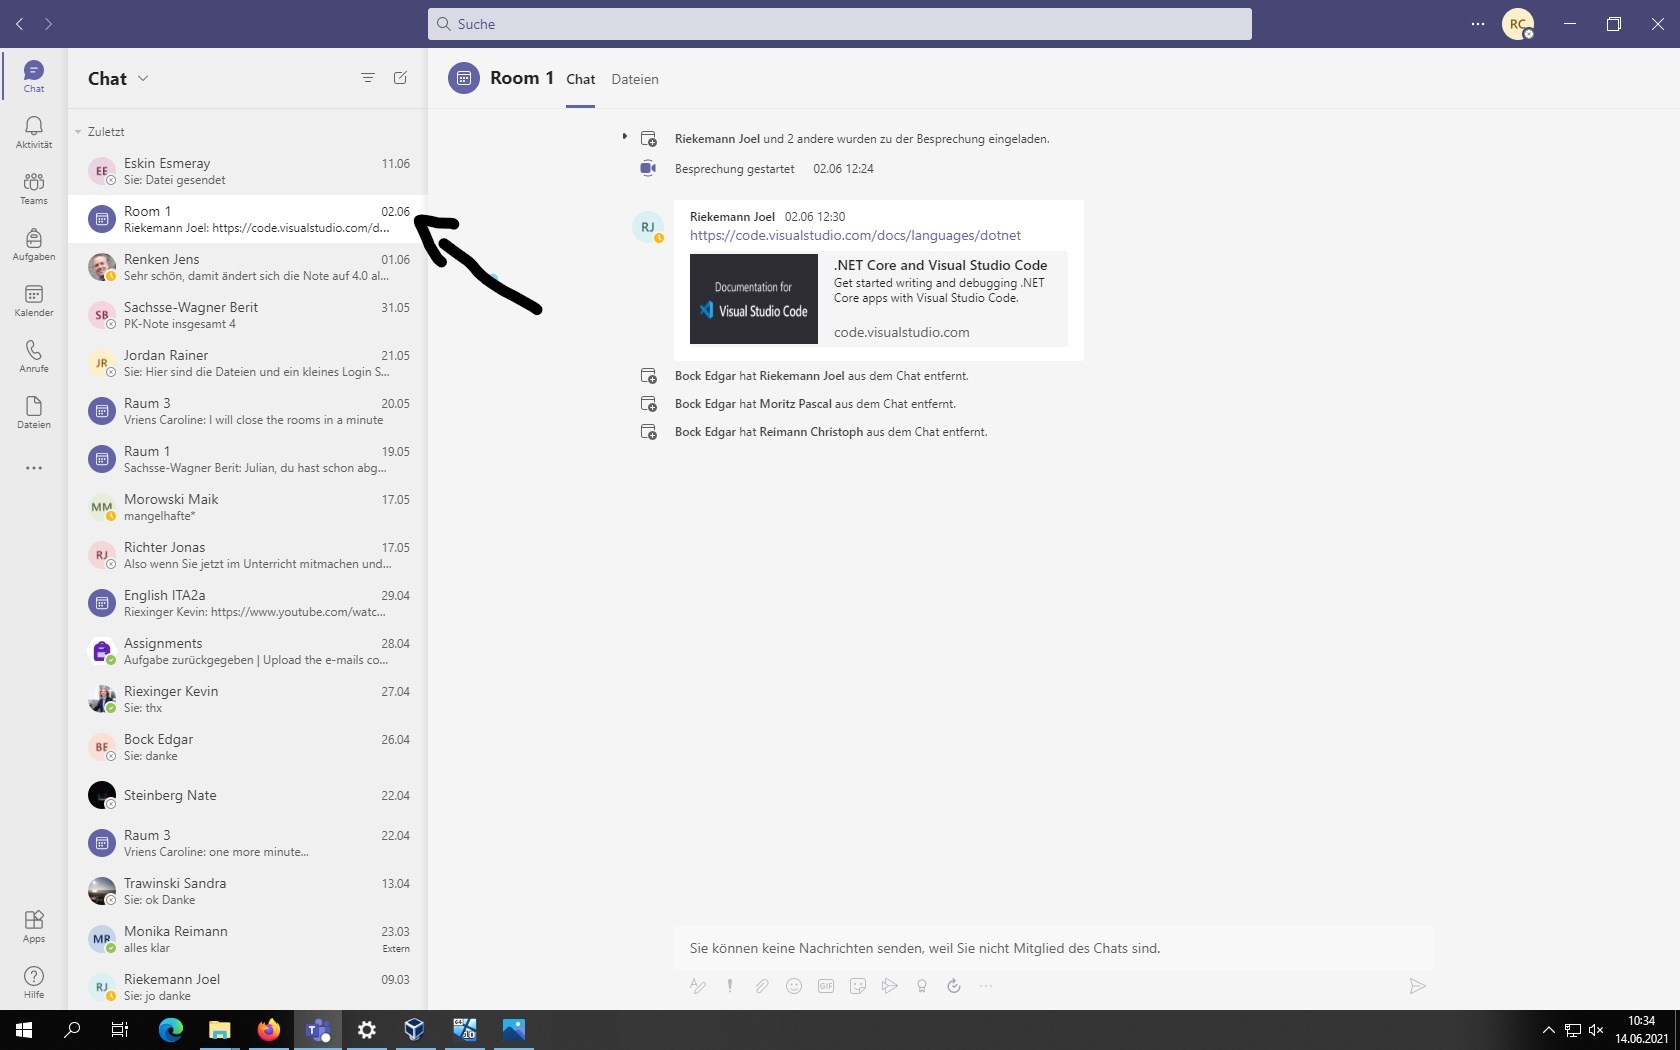 Suche
RC
Chat
Aktivität
Teams
Aufgaben
Kalender
Anrufe
Dateien
Apps
Hilfe
Chat
Zuletzt
EE
Eskin Esmeray 11.06
Sie: Datei gesendet
Room 1 02.06
Riekemann Joel: https://code.visualstudio.com/d...
Renken Jens 01.06
Sehr schön, damit ändert sich die Note auf 4.0 al...
SB
Sachsse-Wagner Berit 31.05
PK-Note insgesamt 4
JR
Jordan Rainer 21.05
Sie: Hier sind die Dateien und ein kleines Login S...
Raum 3 20.05
Vriens Caroline: I will close the rooms in a minute
Raum 1 19.05
Sachsse-Wagner Berit: Julian, du hast schon abg...
MM
Morowski Maik 17.05
mangelhafte*
RJ
Richter Jonas 17.05
Also wenn Sie jetzt im Unterricht mitmachen und...
English ITA2a 29.04
Riexinger Kevin: https://www.youtube.com/watc...
Assignments 28.04
Aufgabe zurückgegeben | Upload the e-mails co...
Riexinger Kevin 27.04
Sie: thx
BE
Bock Edgar 26.04
Sie: danke
Steinberg Nate 22.04
Raum 3 22.04
Vriens Caroline: one more minute...
Trawinski Sandra 13.04
Sie: ok Danke
MR
Monika Reimann 23.03
alles klar Extern
RJ
Riekemann Joel 09.03
Sie: jo danke
Room 1 Chat Dateien
Riekemann Joel und 2 andere wurden zu der Besprechung eingeladen.
Besprechung gestartet 02.06 12:24
RJ
Riekemann Joel 02.06 12:30
https://code.visualstudio.com/docs/languages/dotnet
Documentation for
Visual Studio Code
.NET Core and Visual Studio Code
Get started writing and debugging .NET
Core apps with Visual Studio Code.
code.visualstudio.com
Bock Edgar hat Riekemann Joel aus dem Chat entfernt.
Bock Edgar hat Moritz Pascal aus dem Chat entfernt.
Bock Edgar hat Reimann Christoph aus dem Chat entfernt.
Sie können keine Nachrichten senden, weil Sie nicht Mitglied des Chats sind.
GIF
10:34
14.06.2021